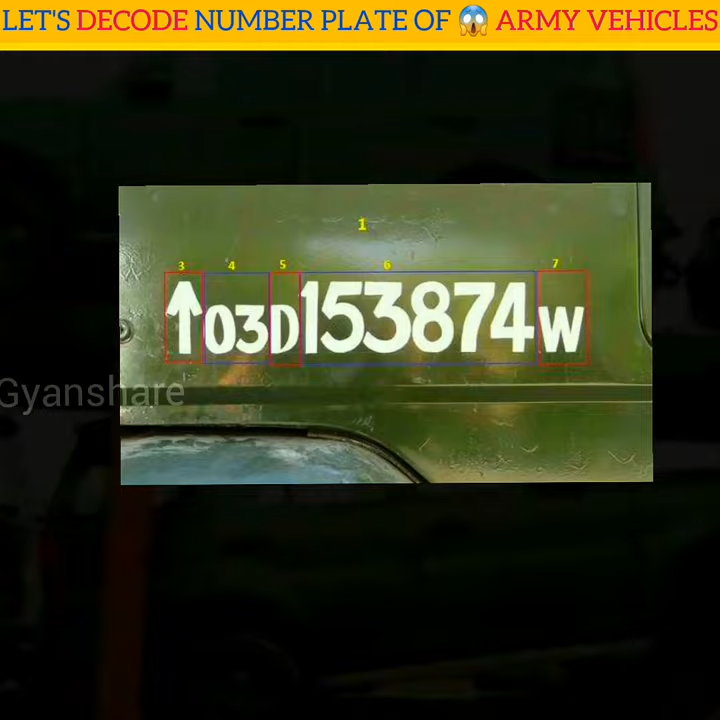 LET'S DECODE NUMBER PLATE OF 😱 ARMY VEHICLES
1
3 4 5 6 7
↑03D153874W
Gyanshare